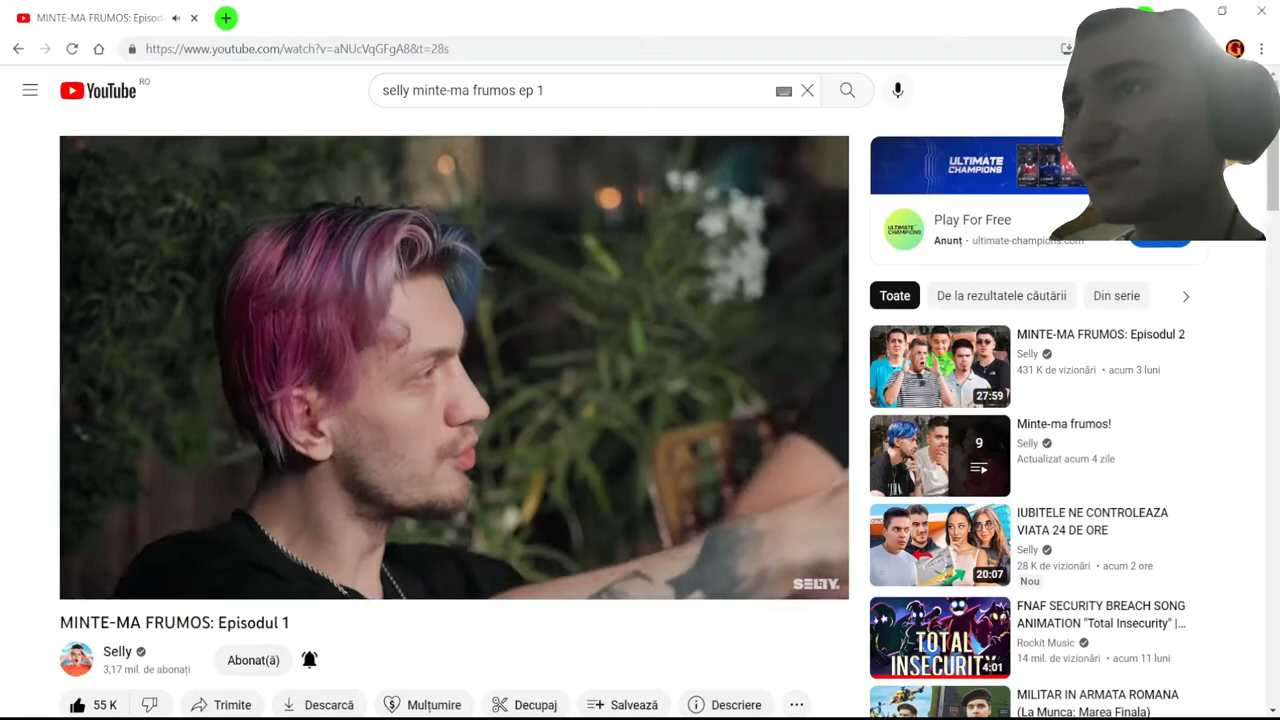 MINTE-MA FRUMOS: Episod
https://www.youtube.com/watch?v=aNUcVqGFgA8&t=28s
G
YouTube RO
selly minte-ma frumos ep 1
SELTY.
MINTE-MA FRUMOS: Episodul 1
Selly
3,17 mil. de abonați
Abonat(ă)
55 K
Trimite
Descarcă
Mulțumire
Decupaj
Salvează
Descriere
ULTIMATE
CHAMPIONS
ULTIMATE
CHAMPIONS
Play For Free
Anunț · ultimate-champions.com
Toate
De la rezultatele căutării
Din serie
27:59
MINTE-MA FRUMOS: Episodul 2
Selly
431 K de vizionări • acum 3 luni
9
Minte-ma frumos!
Selly
Actualizat acum 4 zile
20:07
IUBITELE NE CONTROLEAZA
VIATA 24 DE ORE
Selly
28 K de vizionări • acum 2 ore
Nou
TOTAL
INSECURITY
4:01
FNAF SECURITY BREACH SONG
ANIMATION "Total Insecurity" |...
Rockit Music
14 mil. de vizionări • acum 11 luni
MILITAR IN ARMATA ROMANA
(La Munca: Marea Finala)